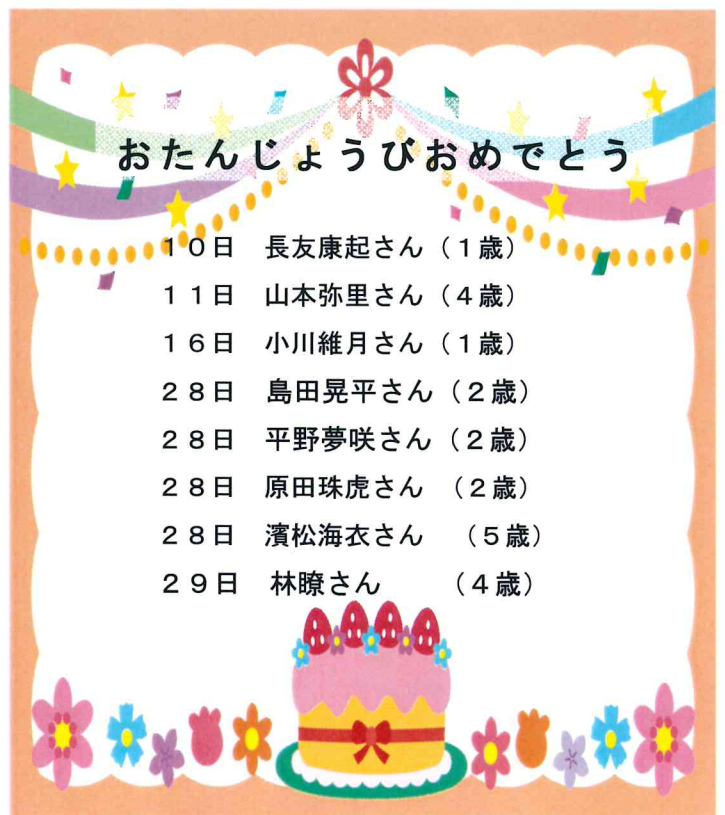 おたんじょうびおめでとう
10日　長友康起さん（1歳）
11日　山本弥里さん（4歳）
16日　小川維月さん（1歳）
28日　島田晃平さん（2歳）
28日　平野夢咲さん（2歳）
28日　原田珠虎さん　（2歳）
28日　濱松海衣さん　（5歳）
29日　林瞭さん　　（4歳）